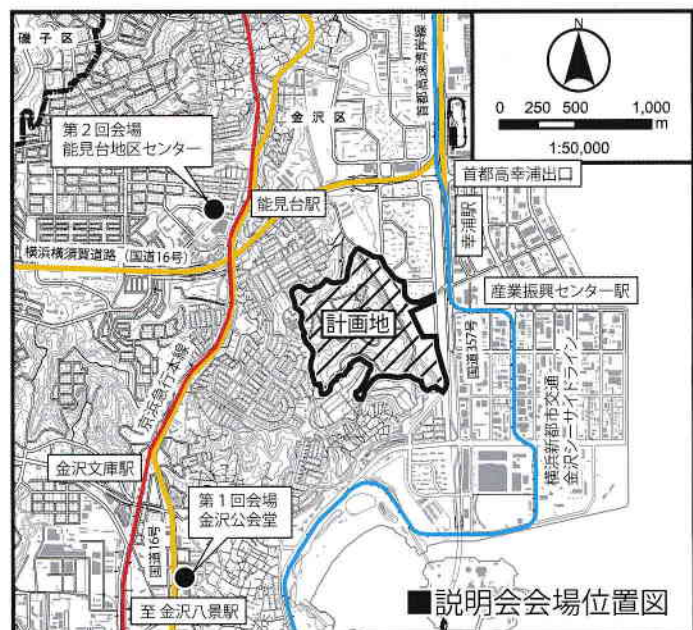 磯子区
金沢区
首都高速湾岸線
N
0 250 500 1,000
m
1:50,000
第2回会場
能見台地区センター
能見台駅
首都高幸浦出口
幸浦駅
横浜横須賀道路 (国道16号)
産業振興センター駅
計画地
国道357号
横浜新都市交通
金沢シーサイドライン
京浜急行本線
金沢文庫駅
第1回会場
金沢公会堂
国道16号
至 金沢八景駅
■説明会会場位置図